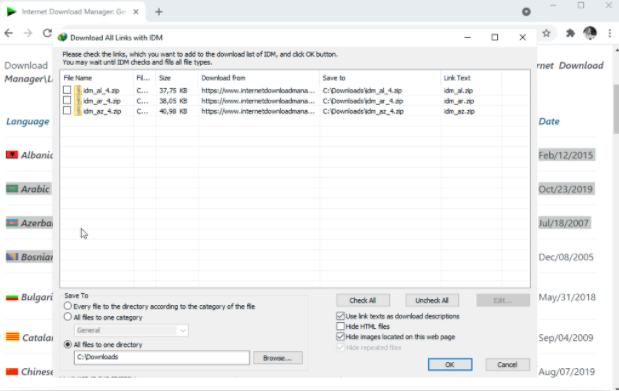 Internet Download Manager: Ge
Download All Links with IDM
Please check the links, which you want to add to the download list of IDM, and click OK button.
You may wait until IDM checks and fills all file types.
Download
Manager\L
rnet Download
File Name Fil... Size Download from Save to Link Text
idm_al_4.zip C... 37,75 KB https://www.internetdownloadmana... C:\Downloads\idm_al_4.zip idm_al.zip
idm_ar_4.zip C... 38,05 KB https://www.internetdownloadmana... C:\Downloads\idm_ar_4.zip idm_ar.zip
idm_az_4.zip C... 40,98 KB https://www.internetdownloadmana... C:\Downloads\idm_az_4.zip idm_az.zip
Language Date
Albania Feb/12/2015
Arabic Oct/23/2019
Azerba Jul/18/2007
Bosnian Dec/08/2005
Bulgari May/31/2018
Catalan Sep/04/2009
Chinese Aug/07/2019
Save To
Every file to the directory according to the category of the file
All files to one category
General
All files to one directory
C:\Downloads Browse...
Check All Uncheck All Edit...
Use link texts as download descriptions
Hide HTML files
Hide images located on this web page
Hide repeated files
OK Cancel